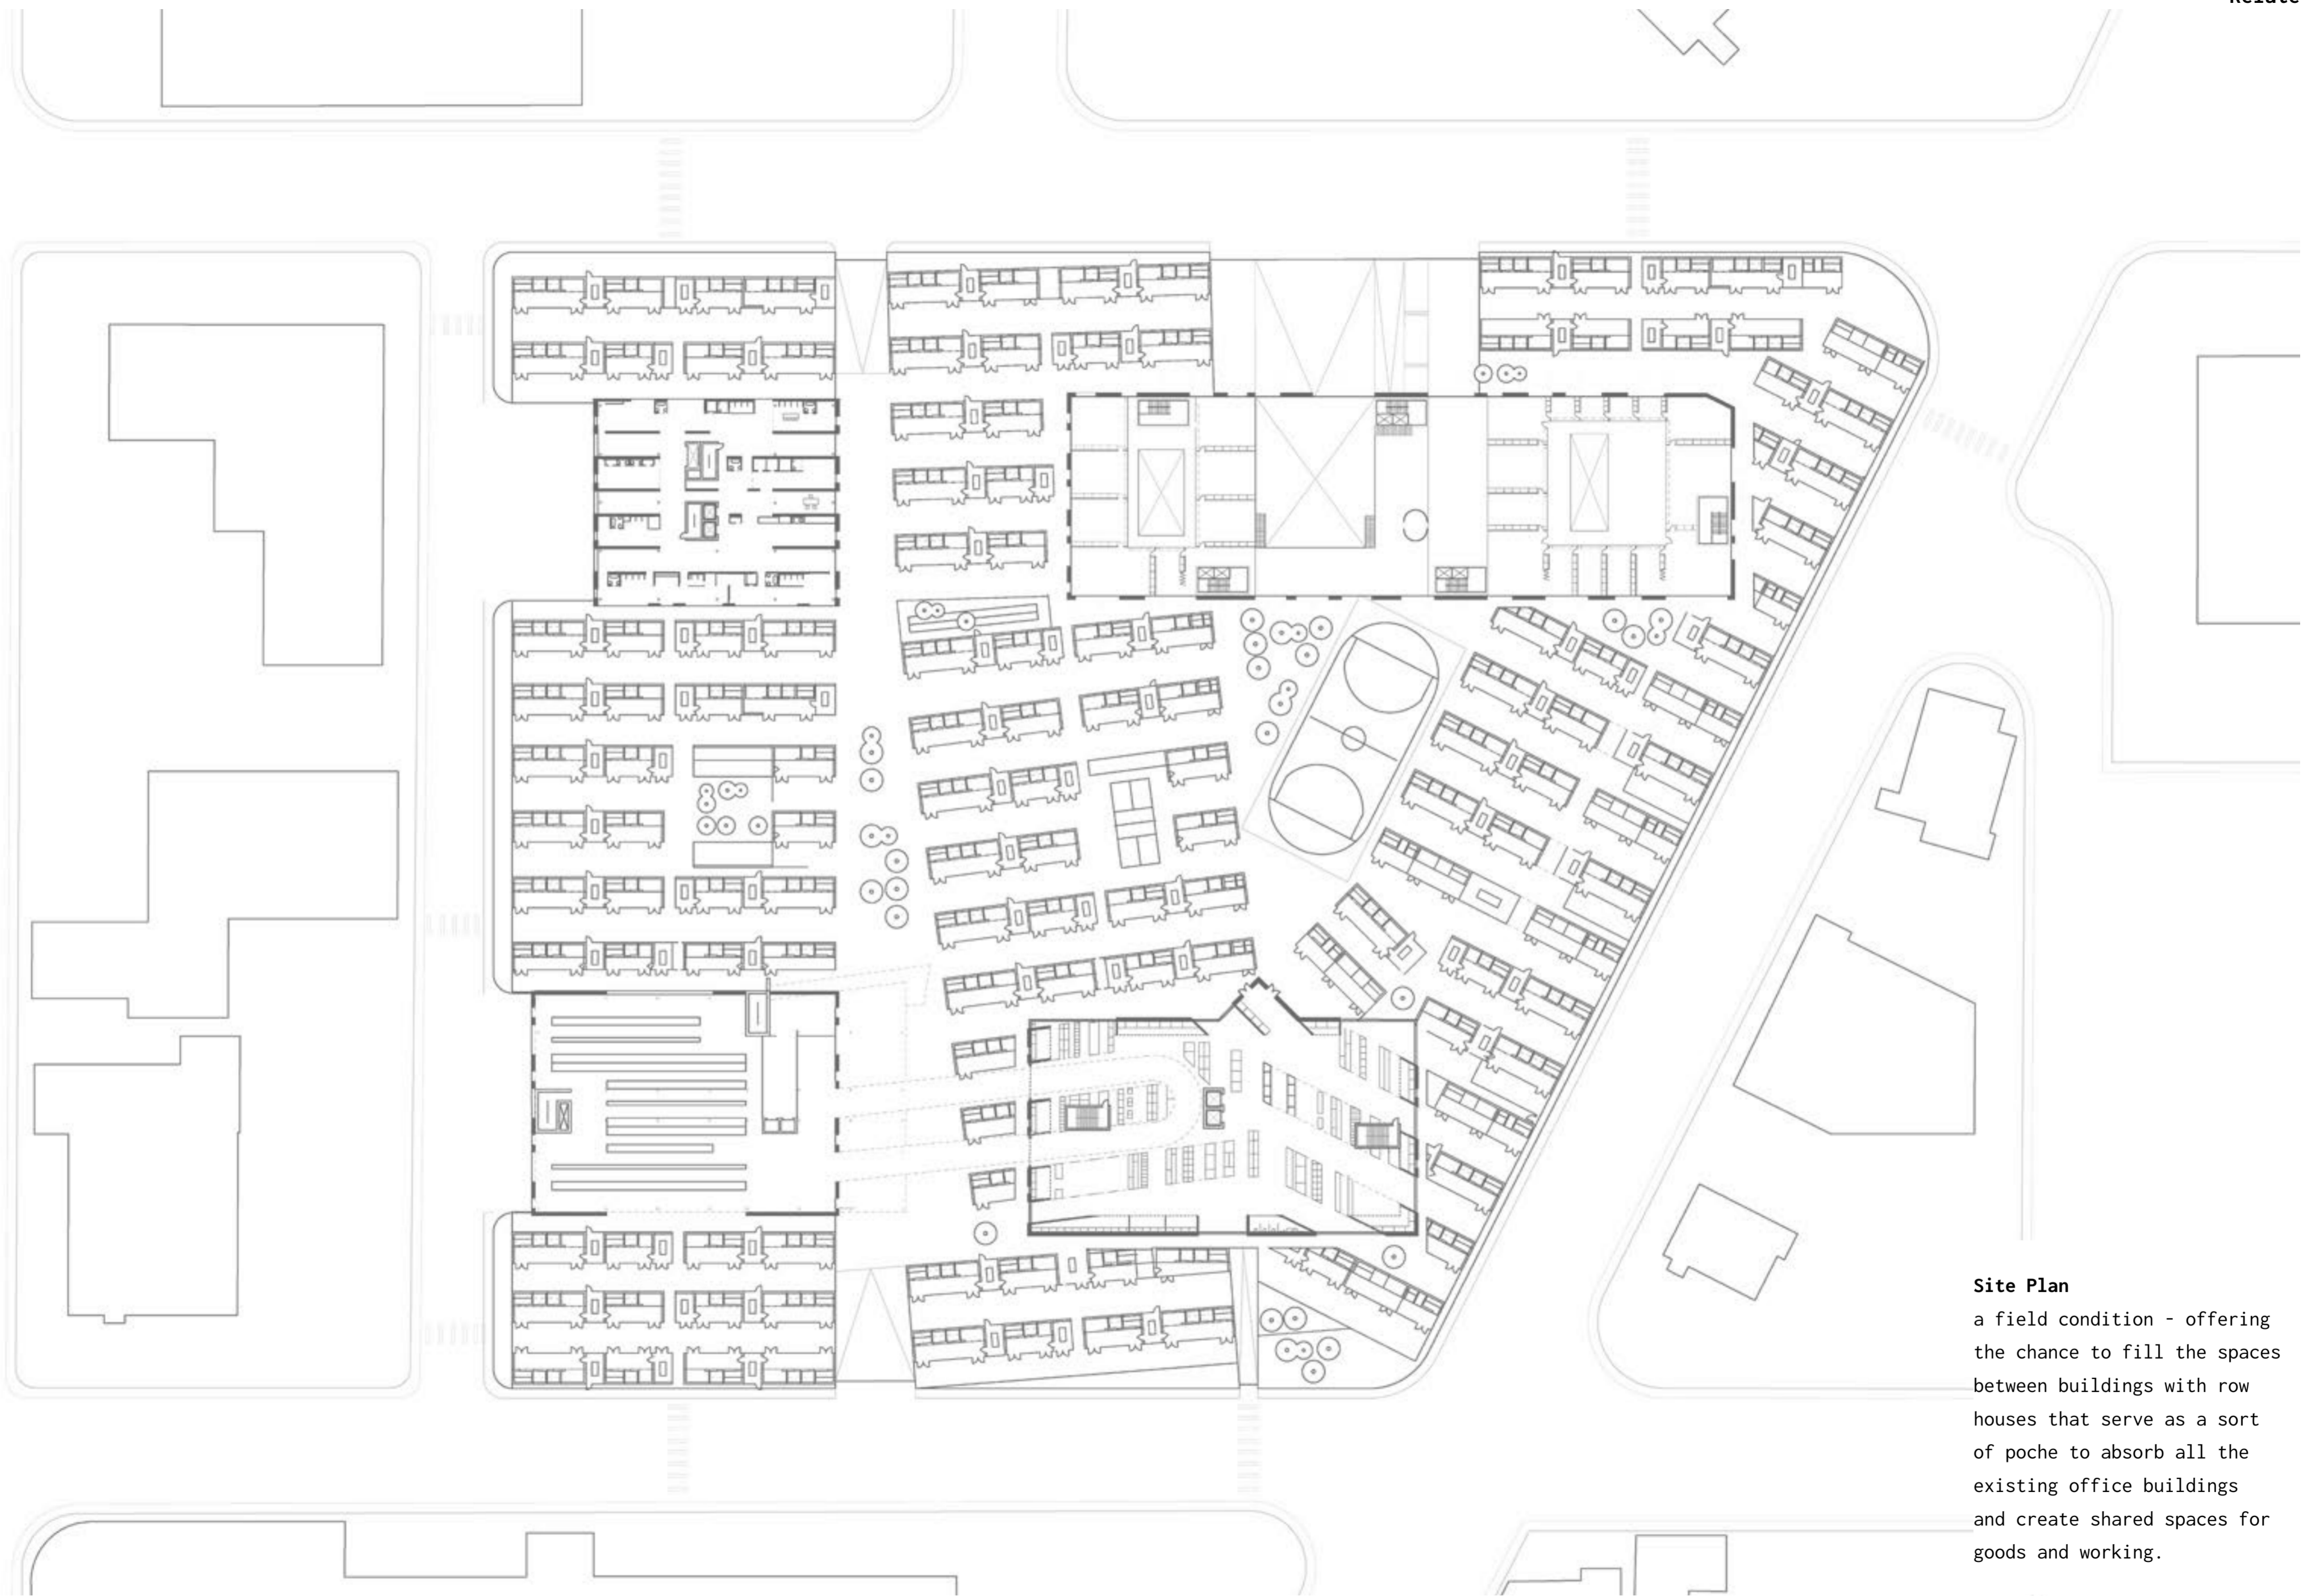 Site Plan
a field condition - offering
the chance to fill the spaces
between buildings with row
houses that serve as a sort
of poche to absorb all the
existing office buildings
and create shared spaces for
goods and working.